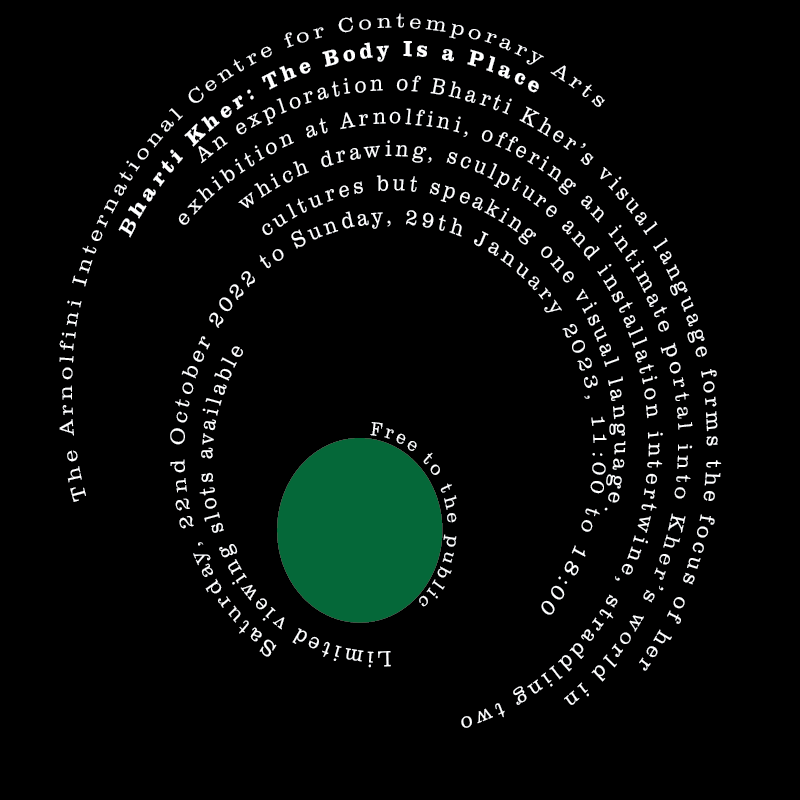 The Arnolfini International Centre for Contemporary Arts
Bharti Kher: The Body Is a Place
An exploration of Bharti Kher’s visual language forms the focus of her
exhibition at Arnolfini, offering an intimate portal into Kher’s world in
which drawing, sculpture and installation intertwine, straddling two
cultures but speaking one visual language.
Saturday, 22nd October 2022 to Sunday, 29th January 2023, 11:00 to 18:00
Limited viewing slots available
Free to the public